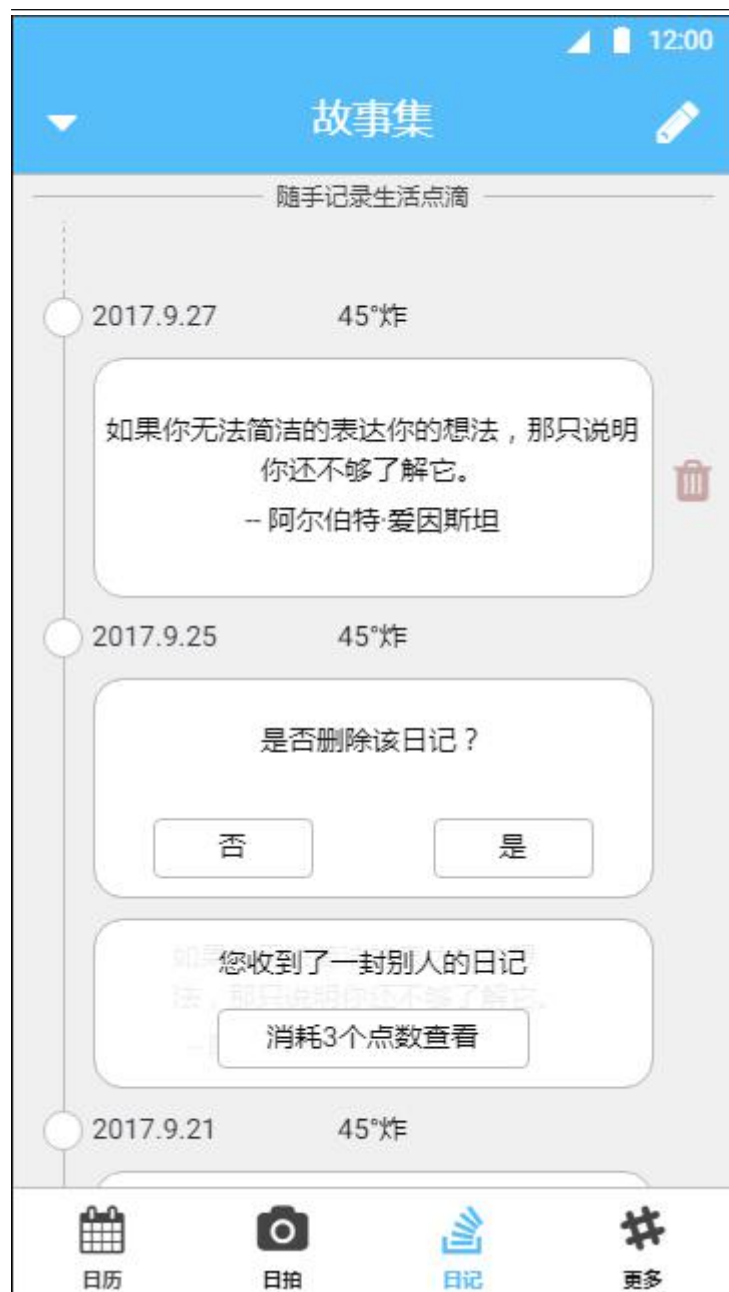 12:00
故事集
随手记录生活点滴
2017.9.27 45°炸
如果你无法简洁的表达你的想法，那只说明
你还不够了解它。
-- 阿尔伯特·爱因斯坦
2017.9.25 45°炸
是否删除该日记？
否 是
您收到了一封别人的日记
消耗3个点数查看
2017.9.21 45°炸
日历 日拍 日记 更多